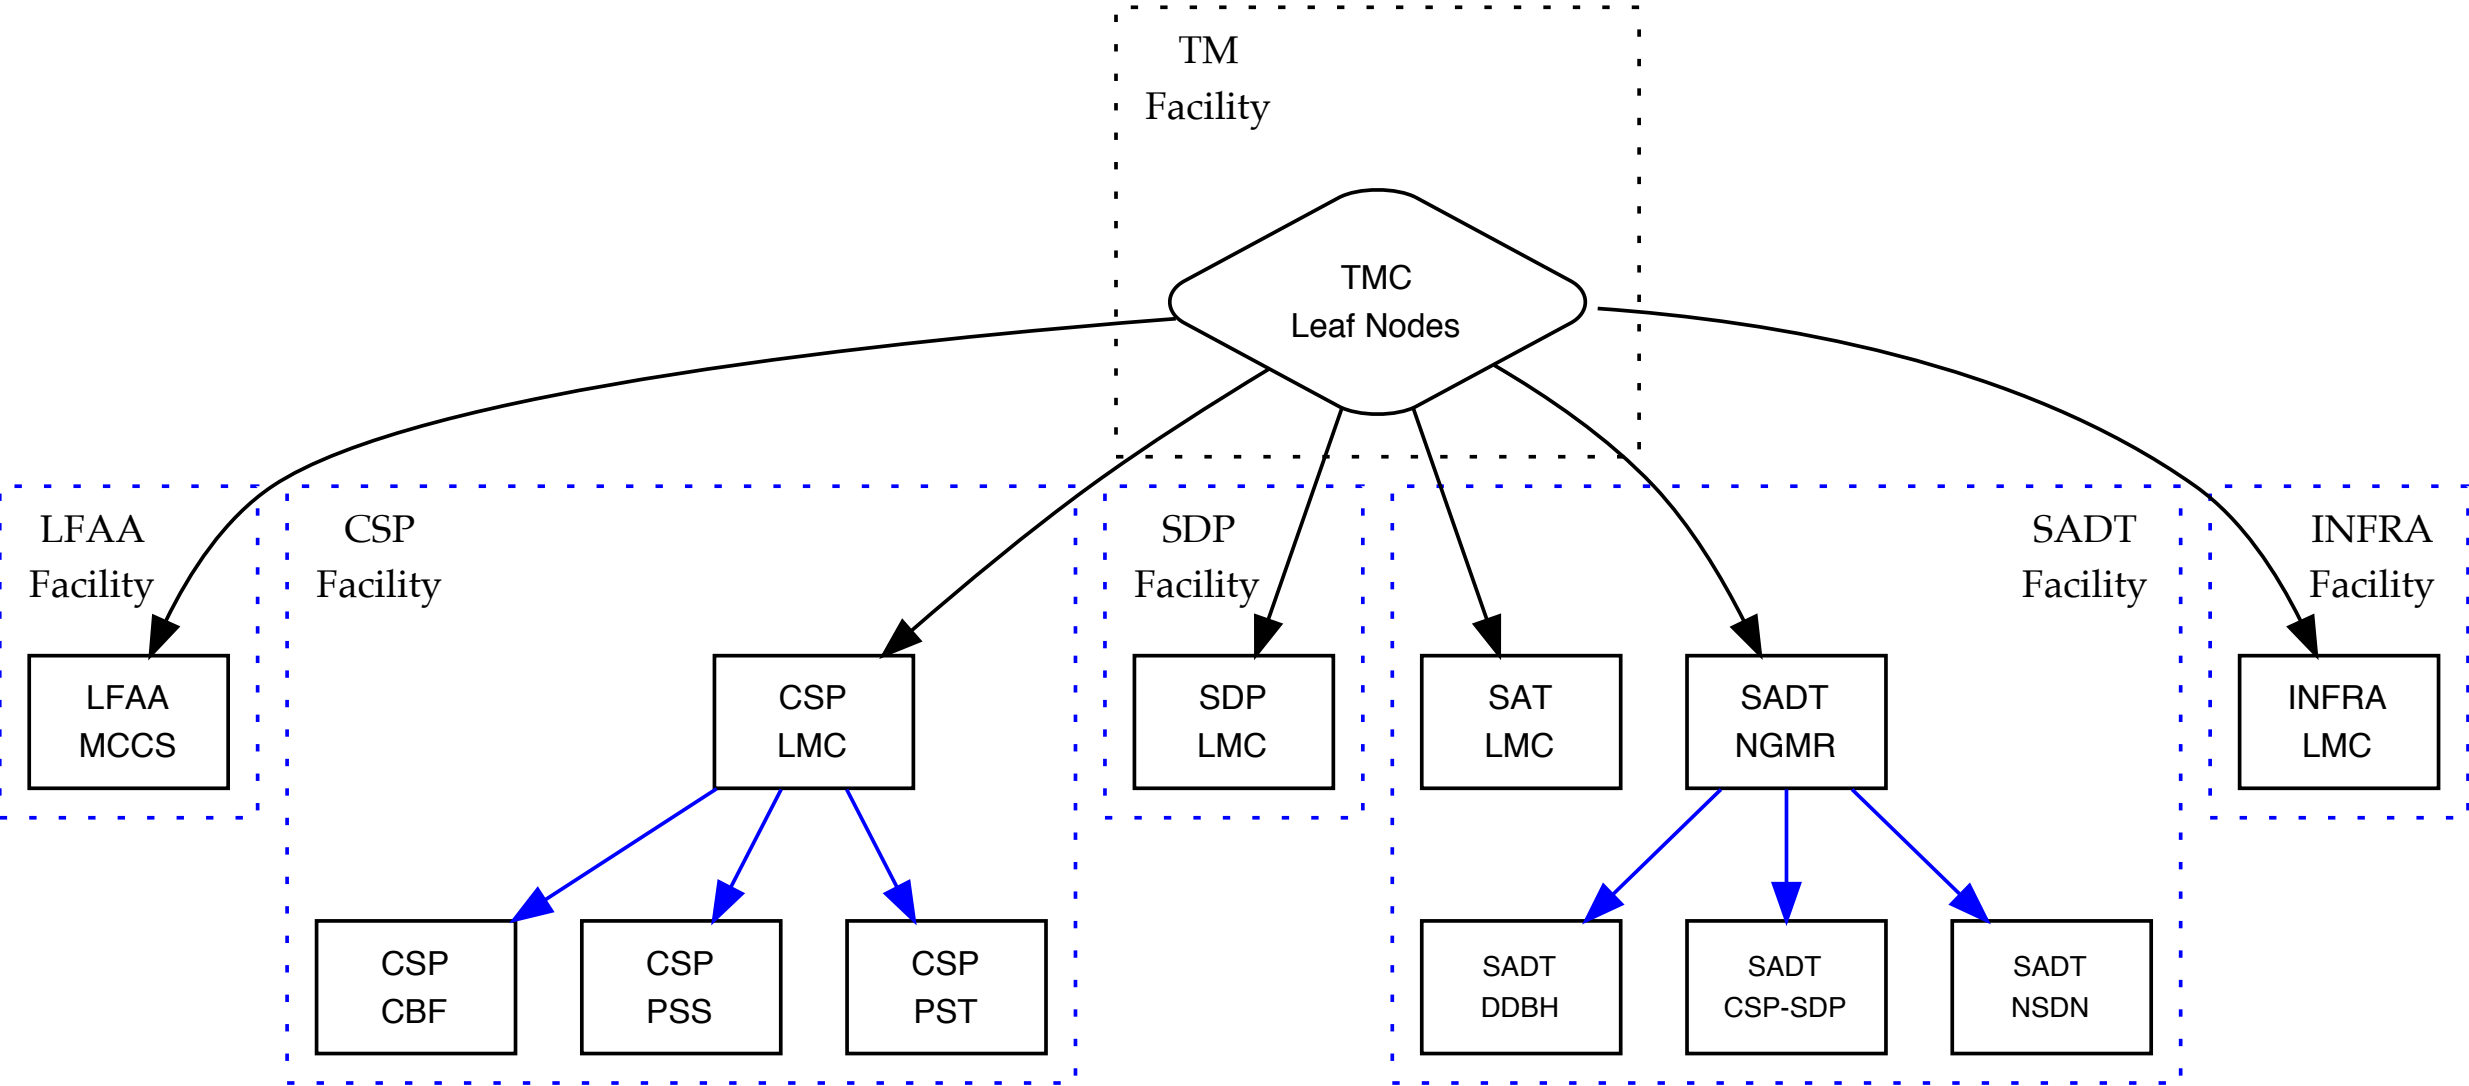 TM
Facility
TMC
Leaf Nodes
LFAA
Facility
CSP
Facility
SDP
Facility
SADT
Facility
INFRA
Facility
LFAA
MCCS
CSP
LMC
SDP
LMC
SAT
LMC
SADT
NGMR
INFRA
LMC
CSP
CBF
CSP
PSS
CSP
PST
SADT
DDBH
SADT
CSP-SDP
SADT
NSDN